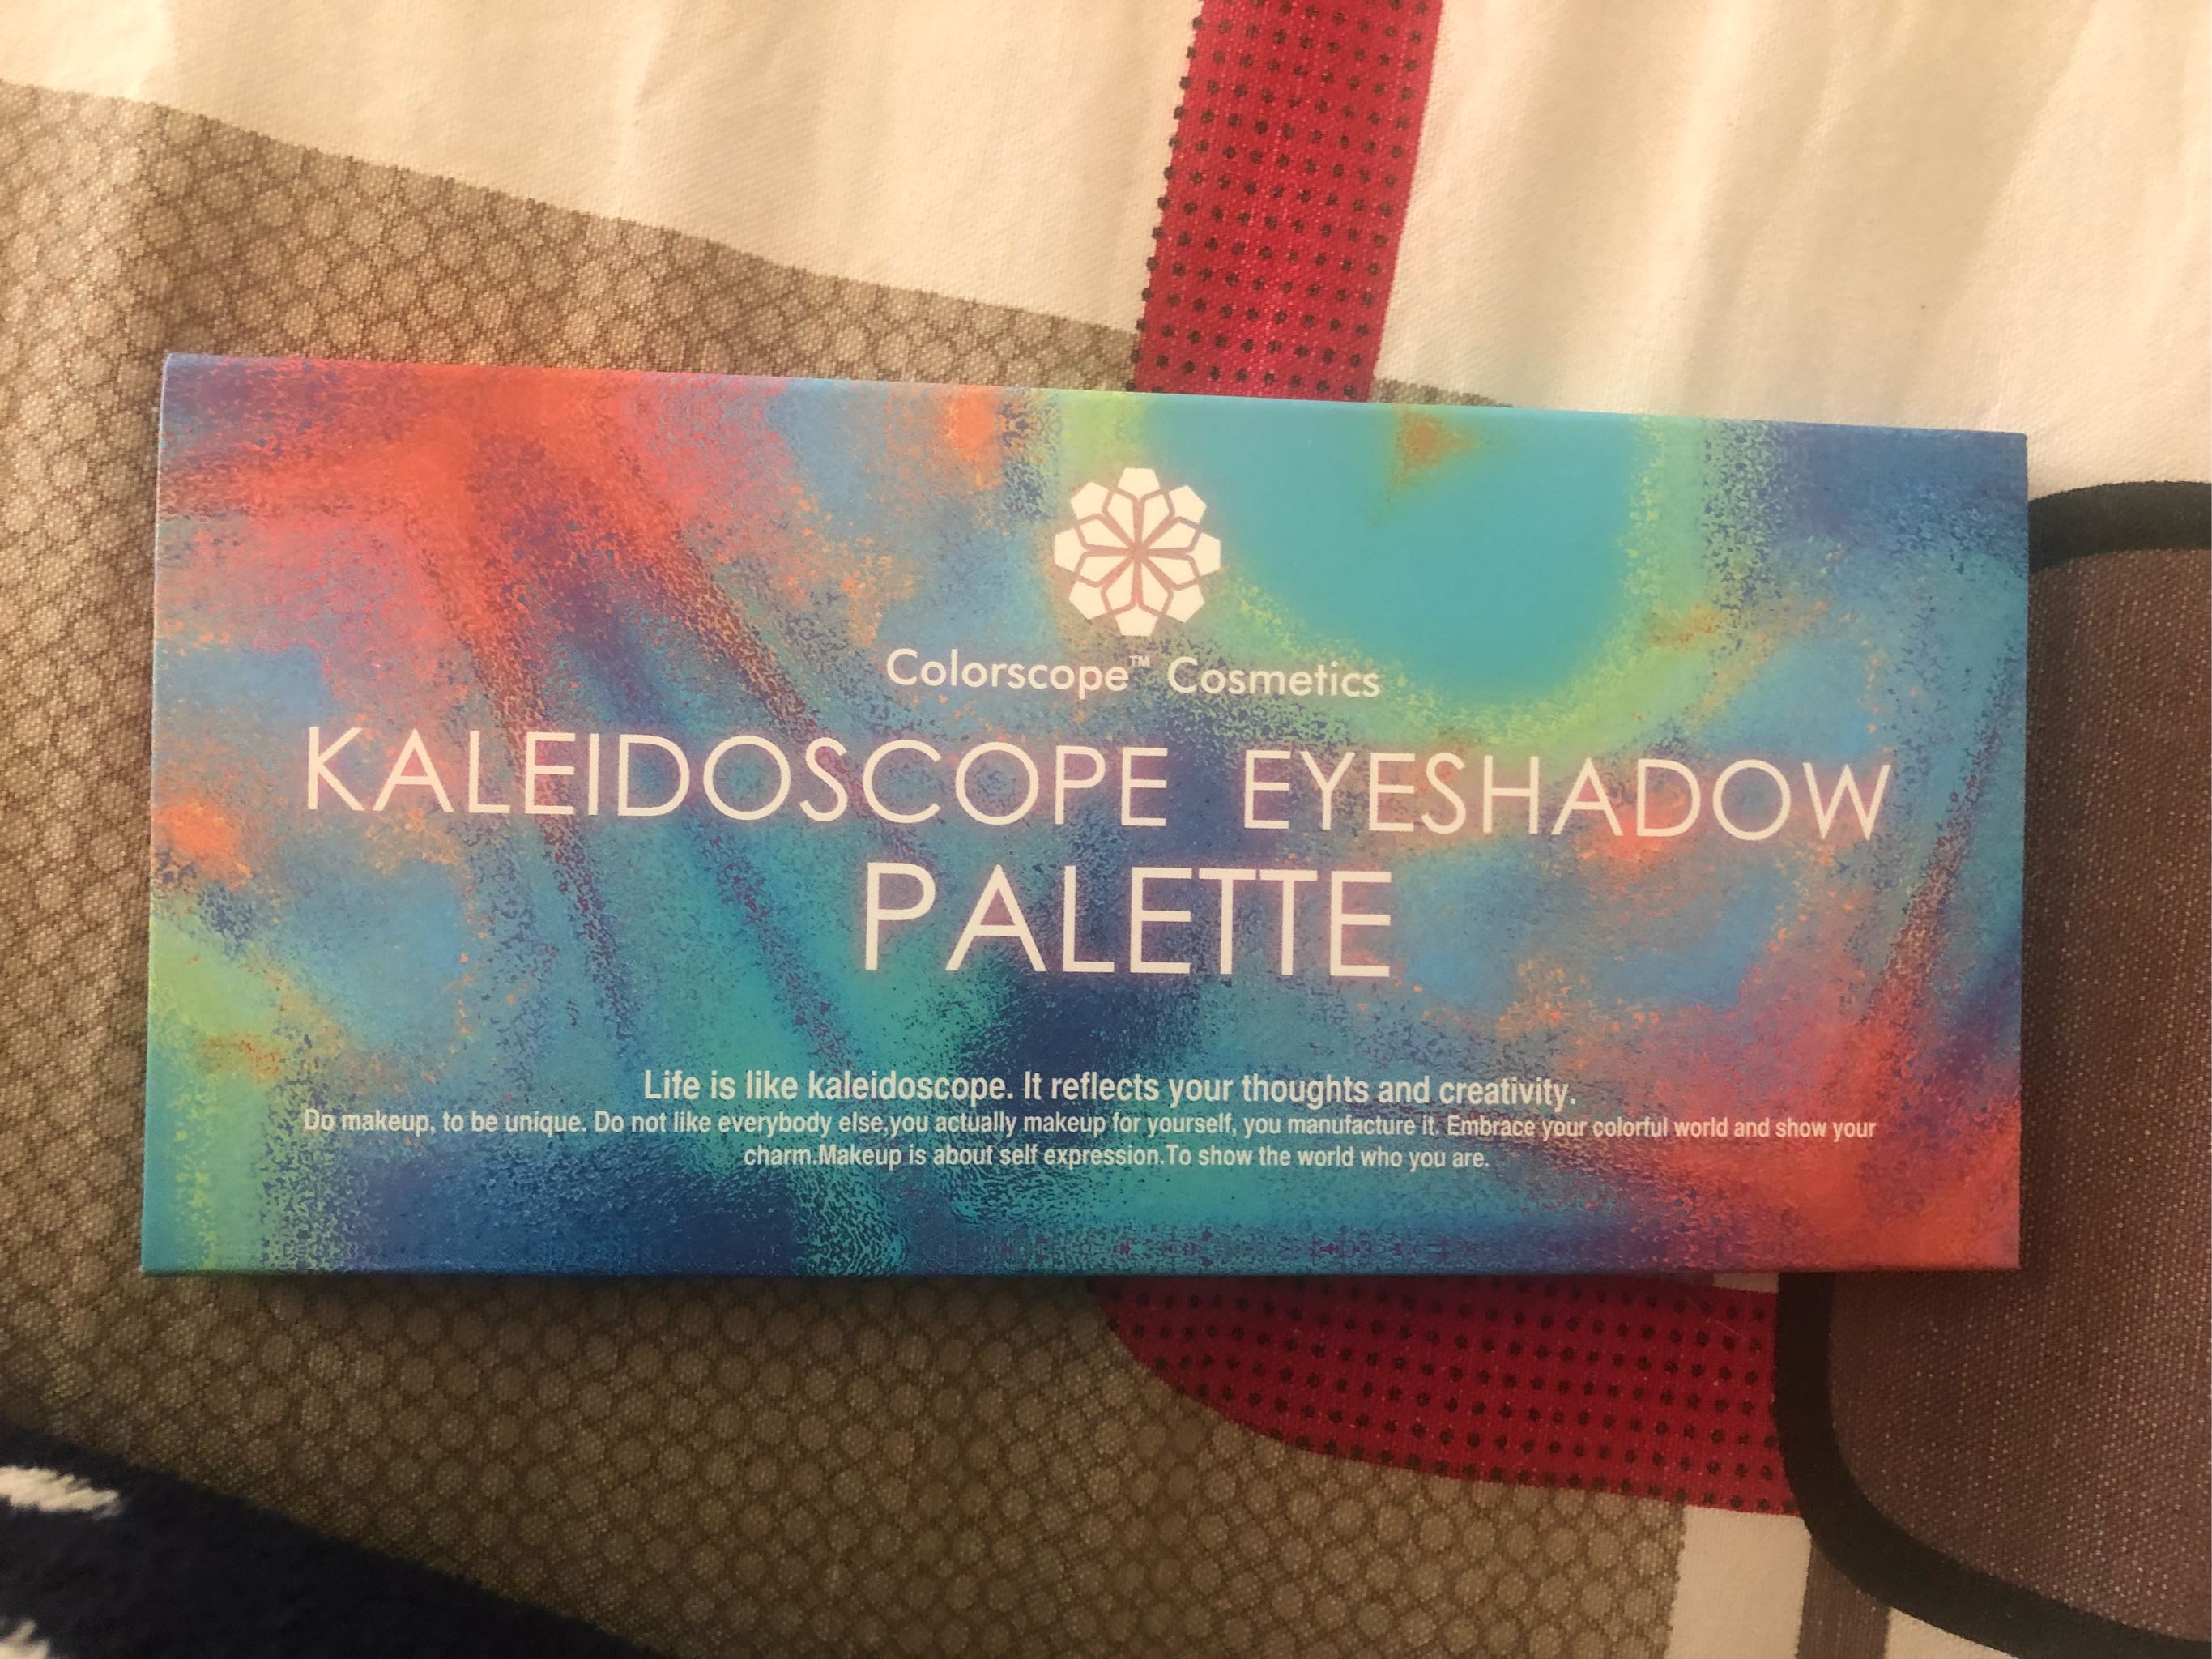 Colorscope™ Cosmetics
KALEIDOSCOPE EYESHADOW
PALETTE
Life is like kaleidoscope. It reflects your thoughts and creativity.
Do makeup, to be unique. Do not like everybody else,you actually makeup for yourself, you manufacture it. Embrace your colorful world and show your
charm.Makeup is about self expression.To show the world who you are.